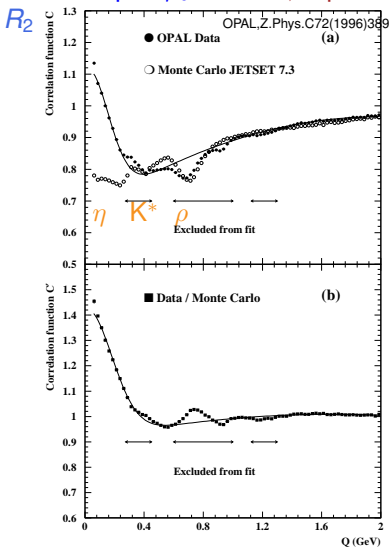 R2
OPAL,Z.Phys.C72(1996)389
Correlation function C
1.3
1.2
1.1
1
0.9
0.8
0.7
0.6
0.5
(a)
● OPAL Data
○ Monte Carlo JETSET 7.3
η K* ρ
Excluded from fit
Correlation function C′
1.5
1.4
1.3
1.2
1.1
1
0.9
0.8
0.7
0.6
(b)
■ Data / Monte Carlo
Excluded from fit
0 0.4 0.8 1.2 1.6 2
Q (GeV)